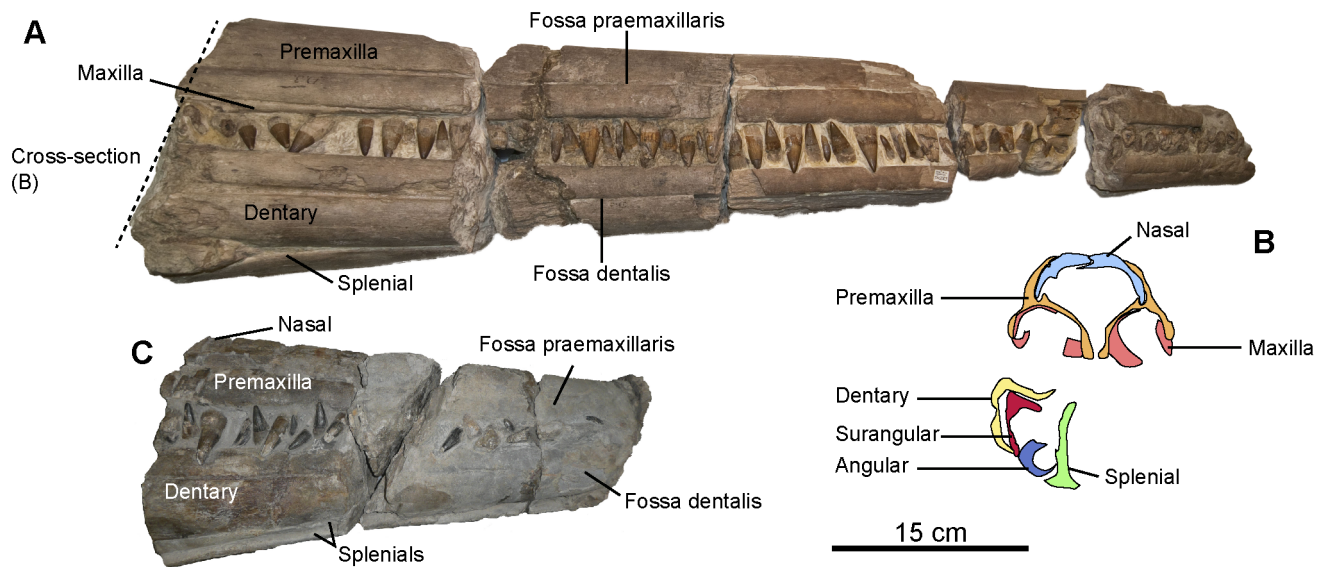 A
Fossa praemaxillaris
Premaxilla
Maxilla
Cross-section
(B)
Dentary
Splenial
Fossa dentalis
B
Nasal
Premaxilla
Maxilla
Dentary
Surangular
Angular
Splenial
15 cm
C
Nasal
Fossa praemaxillaris
Premaxilla
Dentary
Fossa dentalis
Splenials